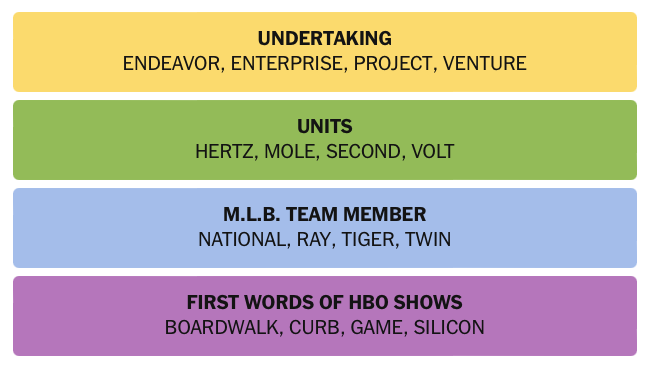 UNDERTAKING
ENDEAVOR, ENTERPRISE, PROJECT, VENTURE
UNITS
HERTZ, MOLE, SECOND, VOLT
M.L.B. TEAM MEMBER
NATIONAL, RAY, TIGER, TWIN
FIRST WORDS OF HBO SHOWS
BOARDWALK, CURB, GAME, SILICON